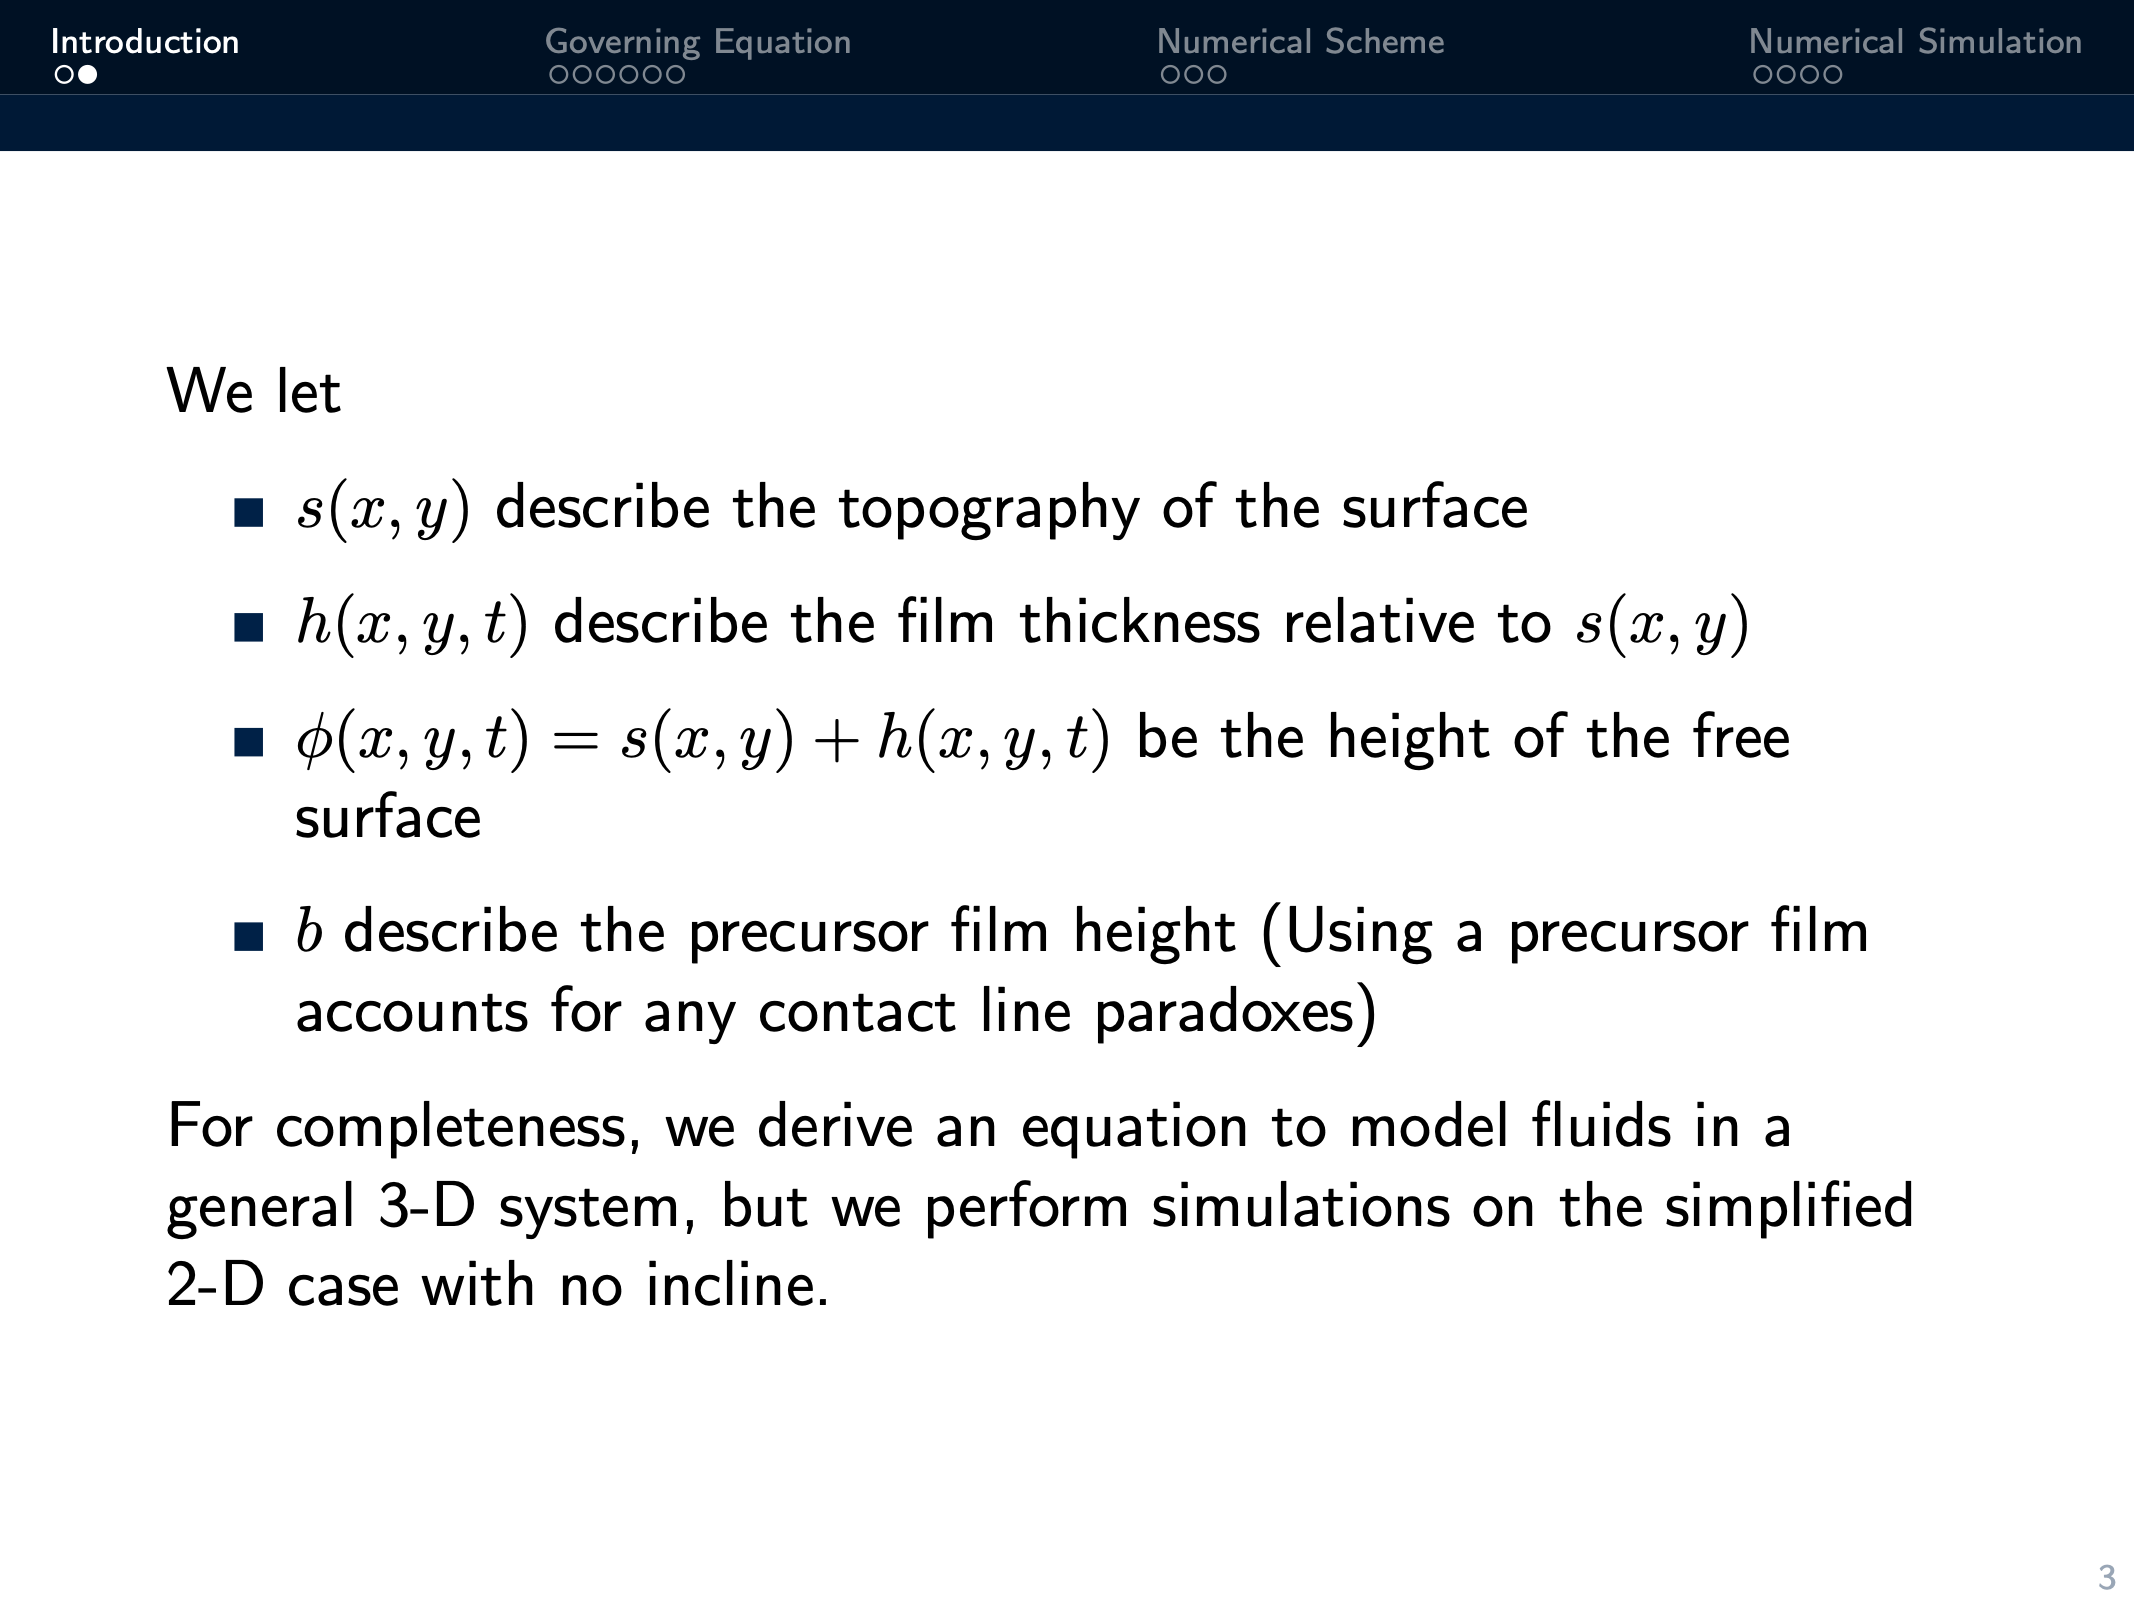 Introduction
Governing Equation
Numerical Scheme
Numerical Simulation
We let
s(x, y) describe the topography of the surface
h(x, y, t) describe the film thickness relative to s(x, y)
ϕ(x, y, t) = s(x, y) + h(x, y, t) be the height of the free
surface
b describe the precursor film height (Using a precursor film
accounts for any contact line paradoxes)
For completeness, we derive an equation to model fluids in a
general 3-D system, but we perform simulations on the simplified
2-D case with no incline.
3